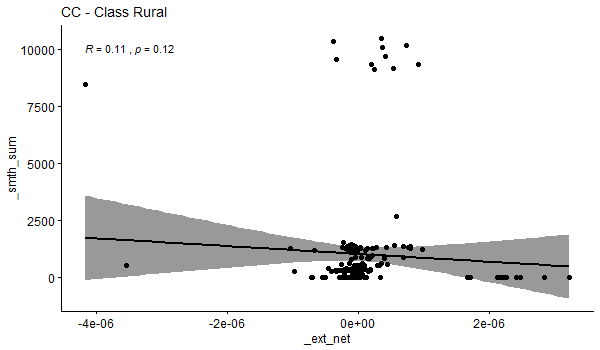 CC - Class Rural
R = 0.11 , p = 0.12
10000
7500
5000
2500
0
_smth_sum
-4e-06
-2e-06
0e+00
2e-06
_ext_net